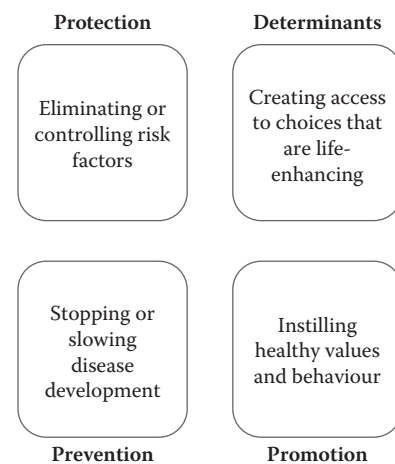 Protection
Eliminating or
controlling risk
factors
Determinants
Creating access
to choices that
are life-
enhancing
Stopping or
slowing
disease
development
Prevention
Instilling
healthy values
and behaviour
Promotion